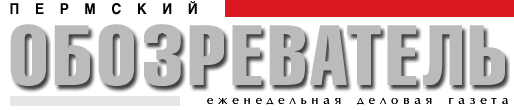 ПЕРМСКИЙ
ОБОЗРЕВАТЕЛЬ
еженедельная деловая газета